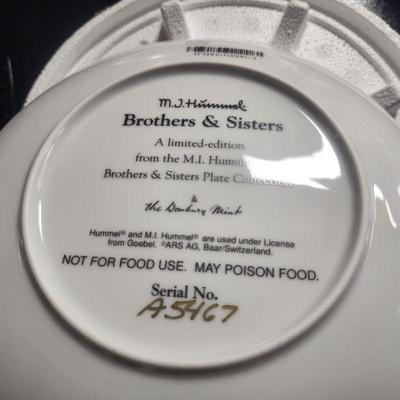 M.J.Hümmel
Brothers & Sisters
A limited-edition
from the M.I. Humm
Brothers & Sisters Plate Collection
the Danbury Mint
Hummel® and M.I. Hummel® are used under License
from Goebel. ©ARS AG, Baar/Switzerland.
NOT FOR FOOD USE. MAY POISON FOOD.
Serial No.
A5467